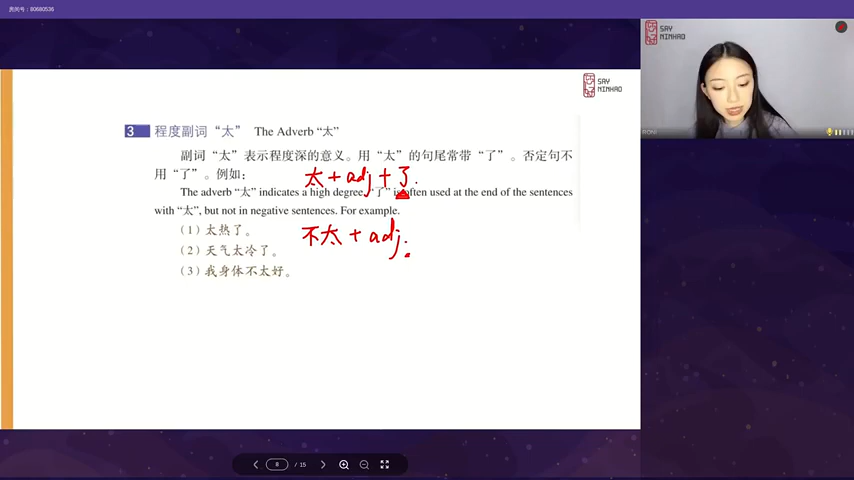 房间号：80680536
SAY
NINHAO
SAY
NINHAO
3 程度副词“太” The Adverb “太”
副词“太”表示程度深的意义。用“太”的句尾常带“了”。否定句不
用“了”。例如：
太+adj+了.
The adverb “太” indicates a high degree. “了” is often used at the end of the sentences
with “太”, but not in negative sentences. For example.
（1）太热了。
不太+adj.
（2）天气太冷了。
（3）我身体不太好。
RONI
8 / 15